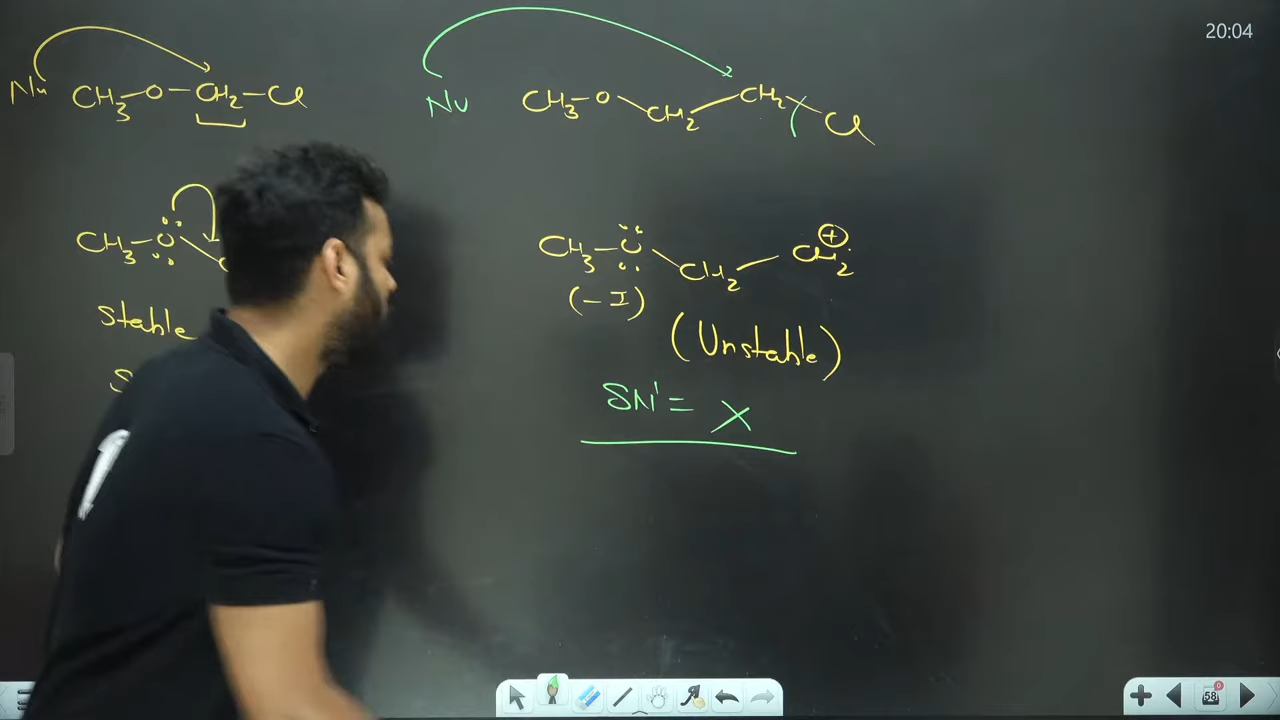 20:04
Nu CH3-O-CH2-Cl
Nu CH3-O-CH2-CH2-Cl
CH3-O
CH3-O-CH2-CH2
+
(-I)
Stable
(Unstable)
S
SN1 = X
58